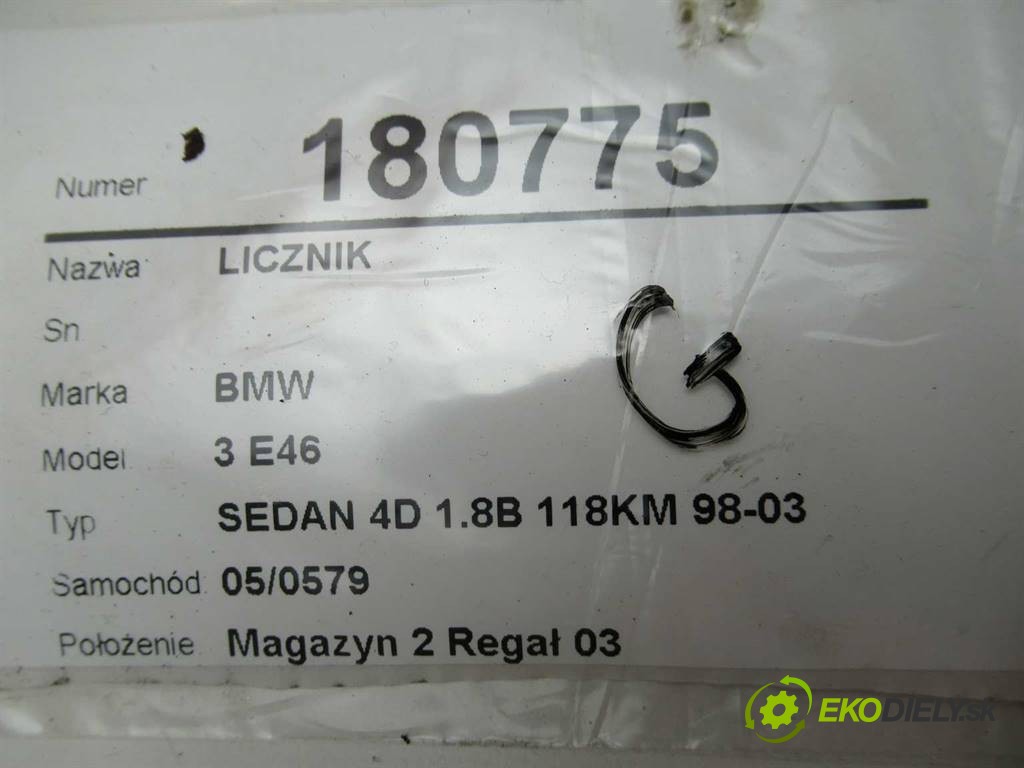 Numer 180775
Nazwa LICZNIK
Sn
Marka BMW
Model 3 E46
Typ SEDAN 4D 1.8B 118KM 98-03
Samochód 05/0579
Położenie Magazyn 2 Regał 03
G
EKODIELY.SK